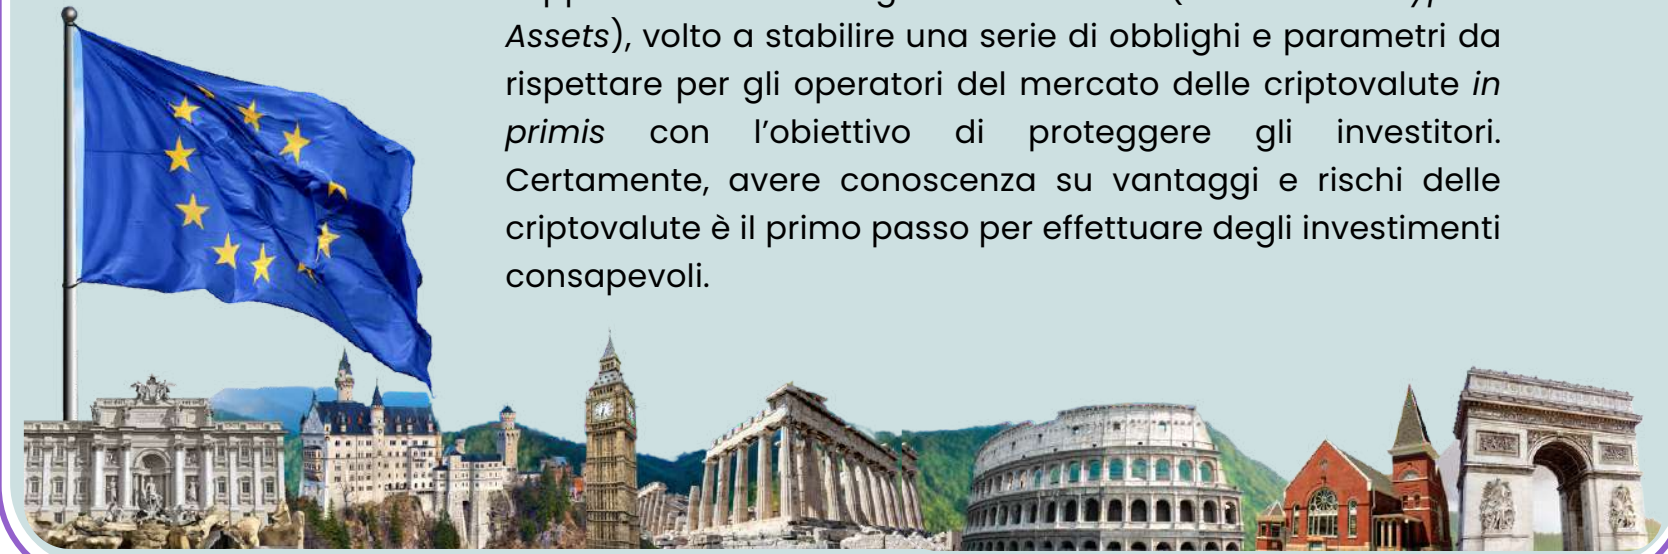 Assets), volto a stabilire una serie di obblighi e parametri da
rispettare per gli operatori del mercato delle criptovalute in
primis con l’obiettivo di proteggere gli investitori.
Certamente, avere conoscenza su vantaggi e rischi delle
criptovalute è il primo passo per effettuare degli investimenti
consapevoli.